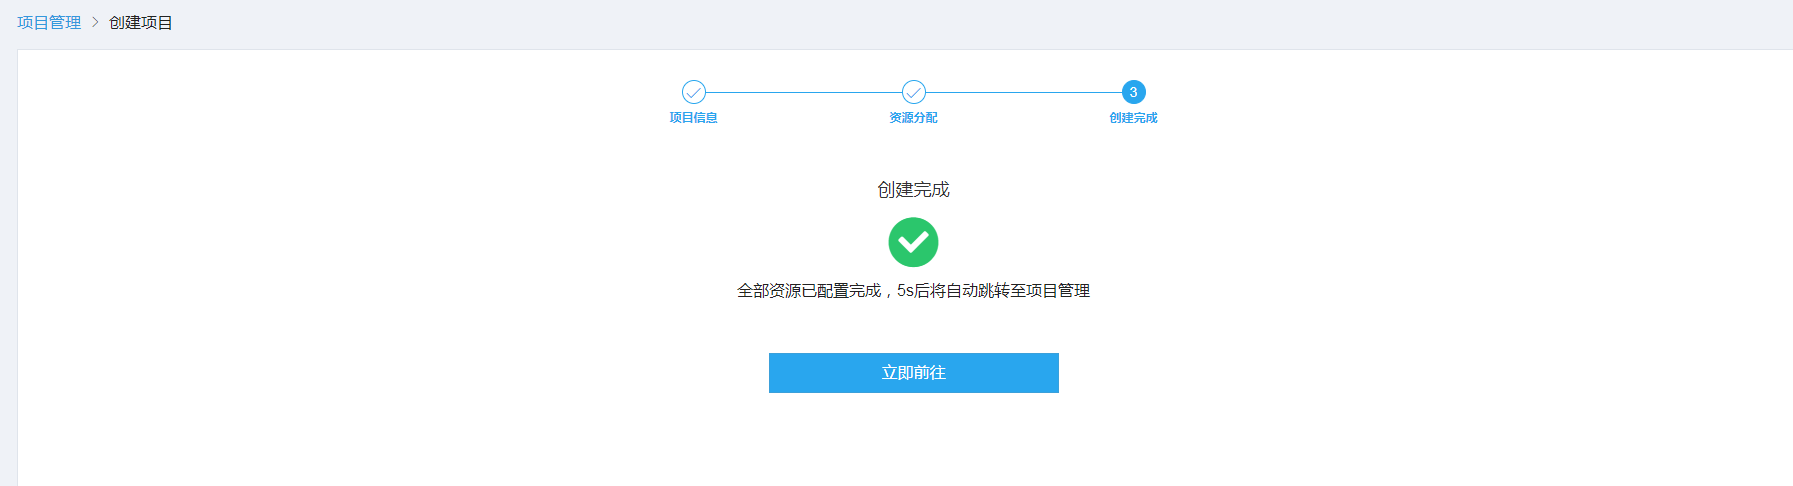 项目管理 > 创建项目
3
项目信息 资源分配 创建完成
创建完成
全部资源已配置完成，5s后将自动跳转至项目管理
立即前往